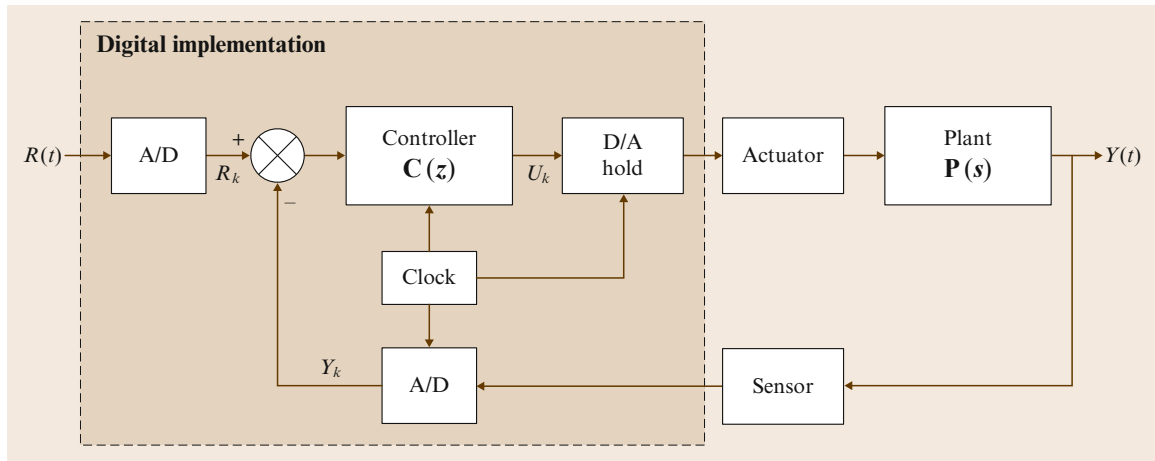 Digital implementation
R(t)
A/D
+
R_k
−
Controller
C(z)
U_k
D/A
hold
Actuator
Plant
P(s)
Y(t)
Clock
Y_k
A/D
Sensor